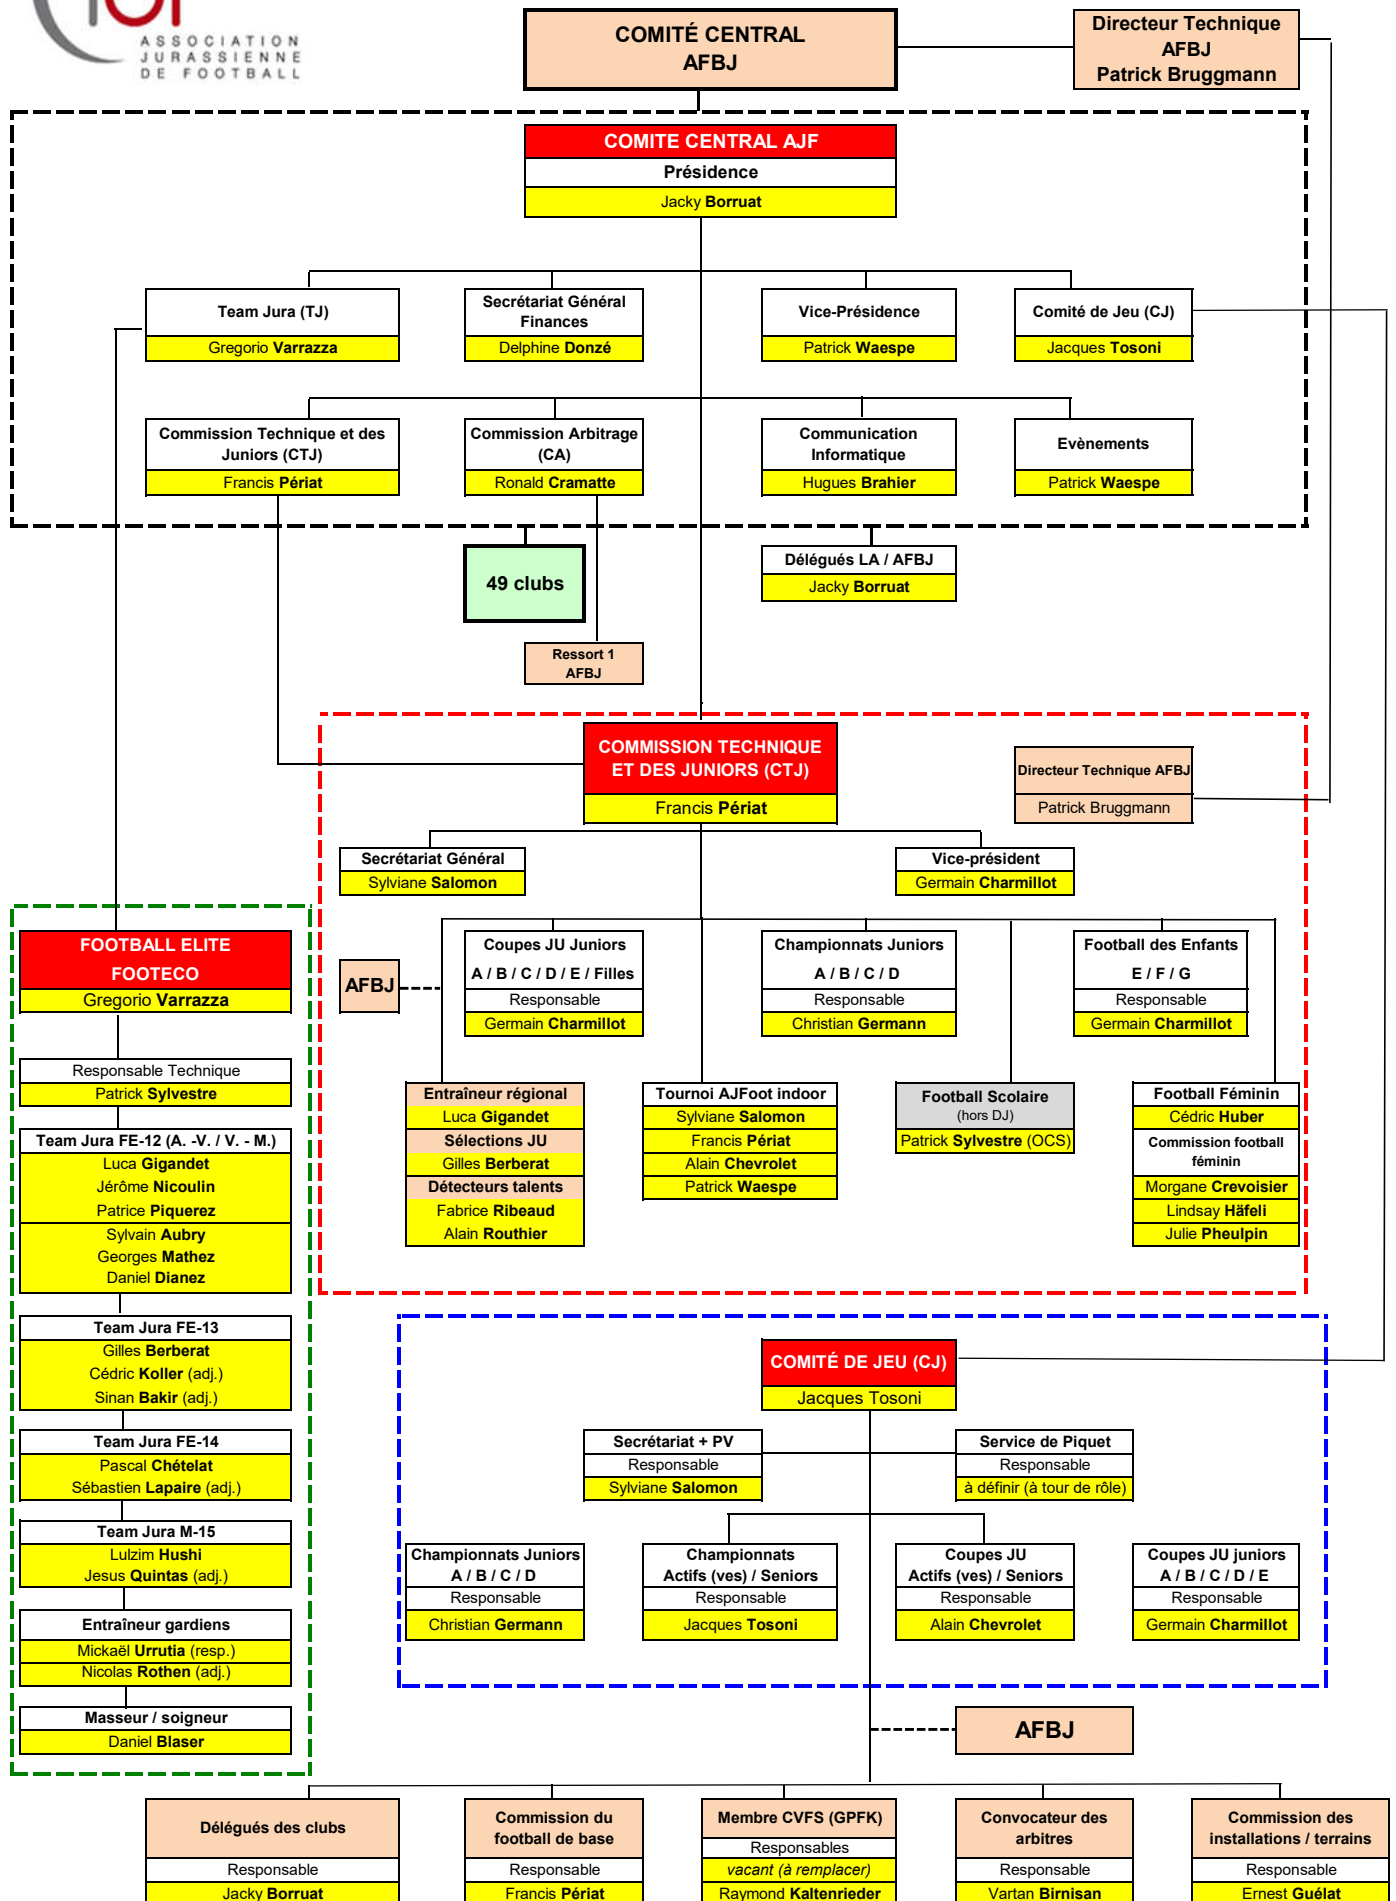 ASSOCIATION
JURASSIENNE
DE FOOTBALL
COMITÉ CENTRAL
AFBJ
Directeur Technique
AFBJ
Patrick Bruggmann
COMITE CENTRAL AJF
Présidence
Jacky Borruat
Team Jura (TJ)
Gregorio Varrazza
Secrétariat Général
Finances
Delphine Donzé
Vice-Présidence
Patrick Waespe
Comité de Jeu (CJ)
Jacques Tosoni
Commission Technique et des
Juniors (CTJ)
Francis Périat
Commission Arbitrage
(CA)
Ronald Cramatte
Communication
Informatique
Hugues Brahier
Evènements
Patrick Waespe
49 clubs
Délégués LA / AFBJ
Jacky Borruat
Ressort 1
AFBJ
COMMISSION TECHNIQUE
ET DES JUNIORS (CTJ)
Francis Périat
Directeur Technique AFBJ
Patrick Bruggmann
Secrétariat Général
Sylviane Salomon
Vice-président
Germain Charmillot
AFBJ
Coupes JU Juniors
A / B / C / D / E / Filles
Responsable
Germain Charmillot
Championnats Juniors
A / B / C / D
Responsable
Christian Germann
Football des Enfants
E / F / G
Responsable
Germain Charmillot
Entraîneur régional
Luca Gigandet
Sélections JU
Gilles Berberat
Détecteurs talents
Fabrice Ribeaud
Alain Routhier
Tournoi AJFoot indoor
Sylviane Salomon
Francis Périat
Alain Chevrolet
Patrick Waespe
Football Scolaire
(hors DJ)
Patrick Sylvestre (OCS)
Football Féminin
Cédric Huber
Commission football
féminin
Morgane Crevoisier
Lindsay Häfeli
Julie Pheulpin
FOOTBALL ELITE
FOOTECO
Gregorio Varrazza
Responsable Technique
Patrick Sylvestre
Team Jura FE-12 (A. -V. / V. - M.)
Luca Gigandet
Jérôme Nicoulin
Patrice Piquerez
Sylvain Aubry
Georges Mathez
Daniel Dianez
Team Jura FE-13
Gilles Berberat
Cédric Koller (adj.)
Sinan Bakir (adj.)
Team Jura FE-14
Pascal Chételat
Sébastien Lapaire (adj.)
Team Jura M-15
Lulzim Hushi
Jesus Quintas (adj.)
Entraîneur gardiens
Mickaël Urrutia (resp.)
Nicolas Rothen (adj.)
Masseur / soigneur
Daniel Blaser
COMITÉ DE JEU (CJ)
Jacques Tosoni
Secrétariat + PV
Responsable
Sylviane Salomon
Service de Piquet
Responsable
à définir (à tour de rôle)
Championnats Juniors
A / B / C / D
Responsable
Christian Germann
Championnats
Actifs (ves) / Seniors
Responsable
Jacques Tosoni
Coupes JU
Actifs (ves) / Seniors
Responsable
Alain Chevrolet
Coupes JU juniors
A / B / C / D / E
Responsable
Germain Charmillot
AFBJ
Délégués des clubs
Responsable
Jacky Borruat
Commission du
football de base
Responsable
Francis Périat
Membre CVFS (GPFK)
Responsables
vacant (à remplacer)
Raymond Kaltenrieder
Convocateur des
arbitres
Responsable
Vartan Birnisan
Commission des
installations / terrains
Responsable
Ernest Guélat